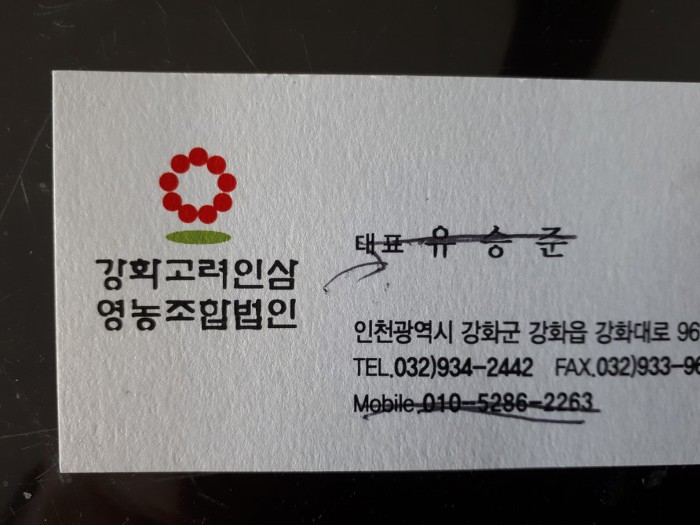 강화고려인삼
영농조합법인
대표 유 승 준
인천광역시 강화군 강화읍 강화대로 96
TEL.032)934-2442 FAX.032)933-96
Mobile.010-5286-2263